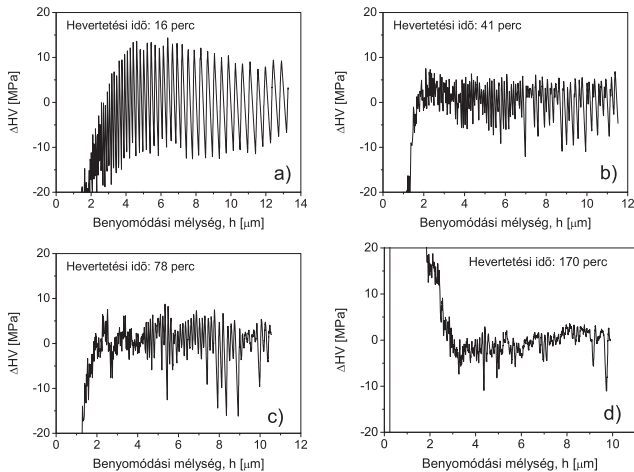 Hevertetési idõ: 16 perc
20
10
0
-10
-20
ΔHV [MPa]
a)
0 2 4 6 8 10 12 14
Benyomódási mélység, h [μm]
Hevertetési idõ: 41 perc
20
10
0
-10
-20
ΔHV [MPa]
b)
0 2 4 6 8 10 12
Benyomódási mélység, h [μm]
Hevertetési idõ: 78 perc
20
10
0
-10
-20
ΔHV [MPa]
c)
0 2 4 6 8 10 12
Benyomódási mélység, h [μm]
Hevertetési idõ: 170 perc
20
10
0
-10
-20
ΔHV [MPa]
d)
0 2 4 6 8 10
Benyomódási mélység, h [μm]